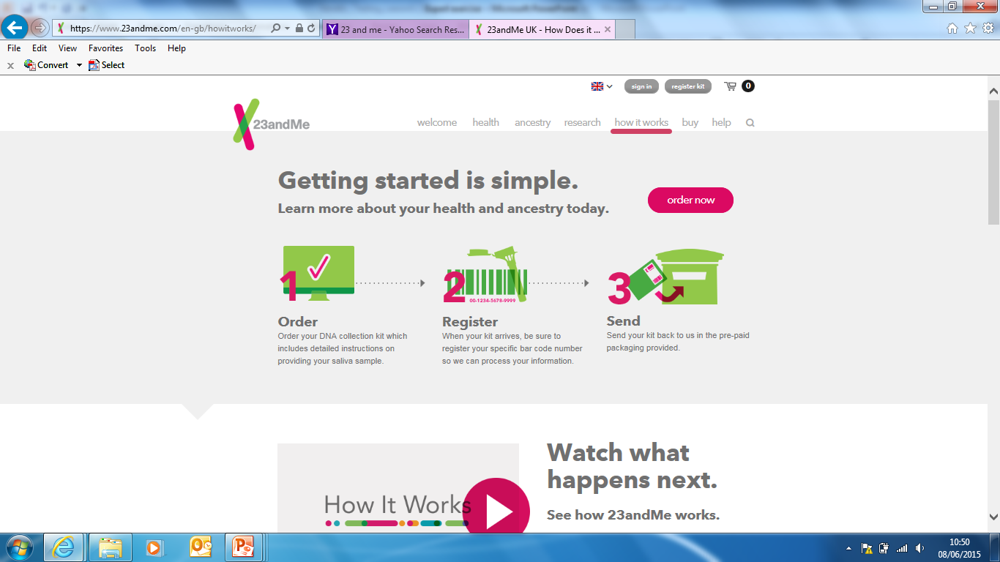 https://www.23andme.com/en-gb/howitworks/
23 and me - Yahoo Search Res...
23andMe UK - How Does it ...
File Edit View Favorites Tools Help
x Convert Select
sign in register kit 0
23andMe
welcome health ancestry research how it works buy help
Getting started is simple.
Learn more about your health and ancestry today.
order now
1
2
00-1234-5678-9999
3
Order
Order your DNA collection kit which
includes detailed instructions on
providing your saliva sample.
Register
When your kit arrives, be sure to
register your specific bar code number
so we can process your information.
Send
Send your kit back to us in the pre-paid
packaging provided.
How It Works
Watch what
happens next.
See how 23andMe works.
10:50
08/06/2015